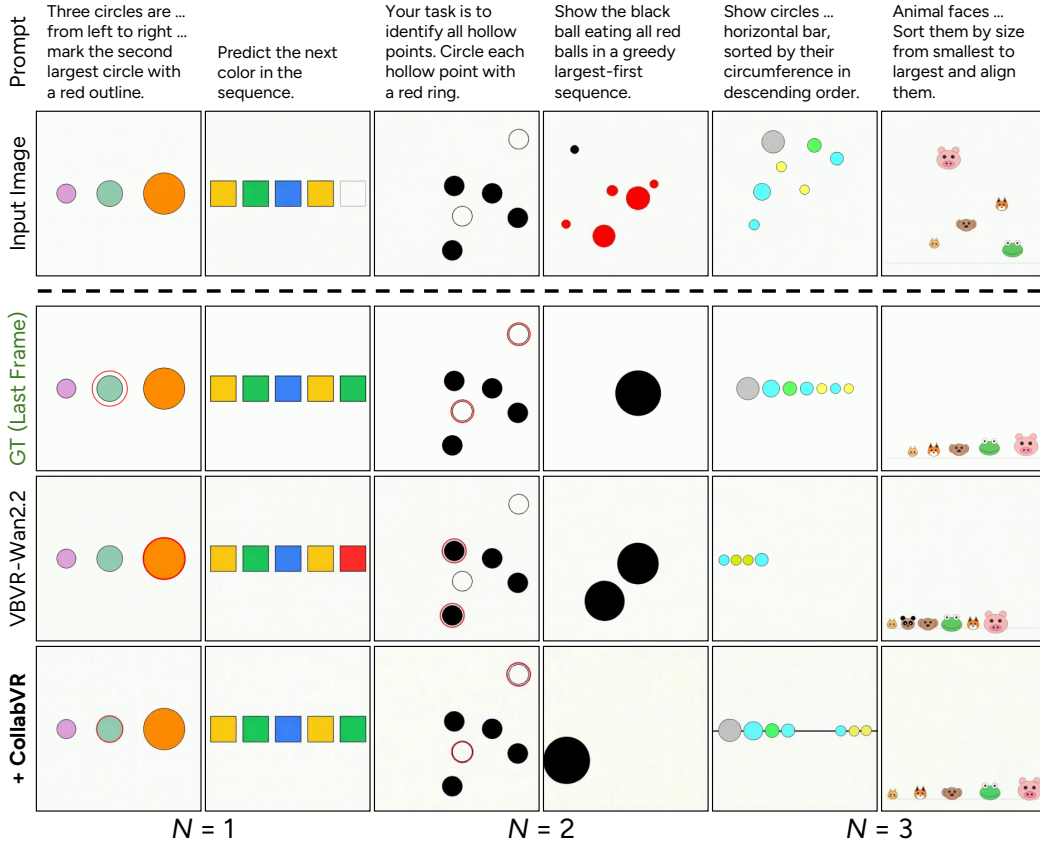 Prompt
Three circles are ...
from left to right ...
mark the second
largest circle with
a red outline.
Predict the next
color in the
sequence.
Your task is to
identify all hollow
points. Circle each
hollow point with
a red ring.
Show the black
ball eating all red
balls in a greedy
largest-first
sequence.
Show circles ...
horizontal bar,
sorted by their
circumference in
descending order.
Animal faces ...
Sort them by size
from smallest to
largest and align
them.
Input Image
GT (Last Frame)
VBVR-Wan2.2
+ CollabVR
N = 1
N = 2
N = 3